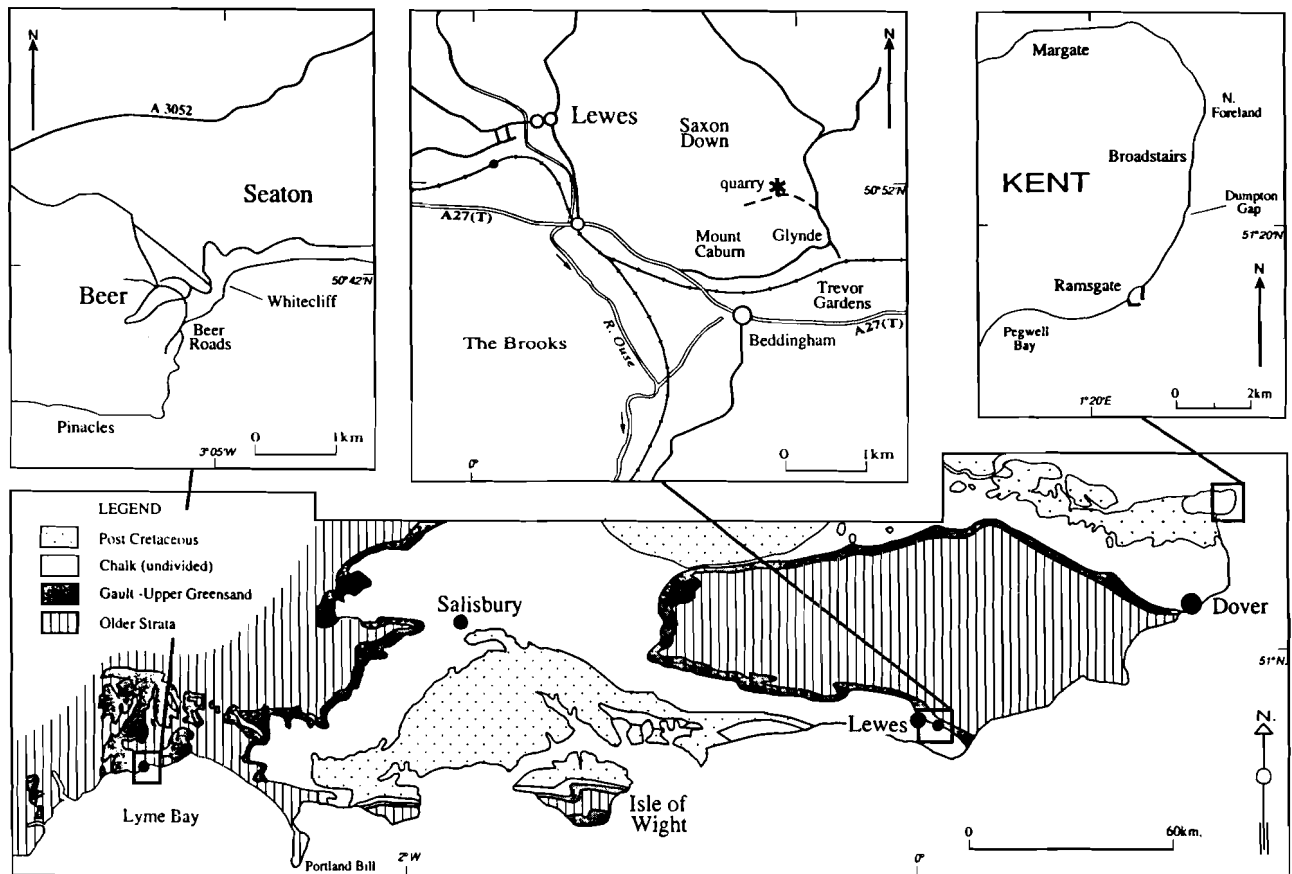 N
A 3052
Seaton
50°42'N
Beer
Whitecliff
Beer
Roads
Pinacles
3°05'W
0 1km
N
Lewes
Saxon
Down
quarry
50°52'N
A27(T)
Mount
Caburn
Glynde
Trevor
Gardens
R. Ouse
A27(T)
The Brooks
Beddingham
0 1km
0°
Margate
N.
Foreland
Broadstairs
KENT
Dumpton
Gap
51°20'N
N
Ramsgate
Pegwell
Bay
1°20'E
0 2km
LEGEND
Post Cretaceous
Chalk (undivided)
Gault -Upper Greensand
Older Strata
Salisbury
Dover
51°N.
Lewes
N.
Lyme Bay
Isle of
Wight
Portland Bill
2°W
0°
0 60km.